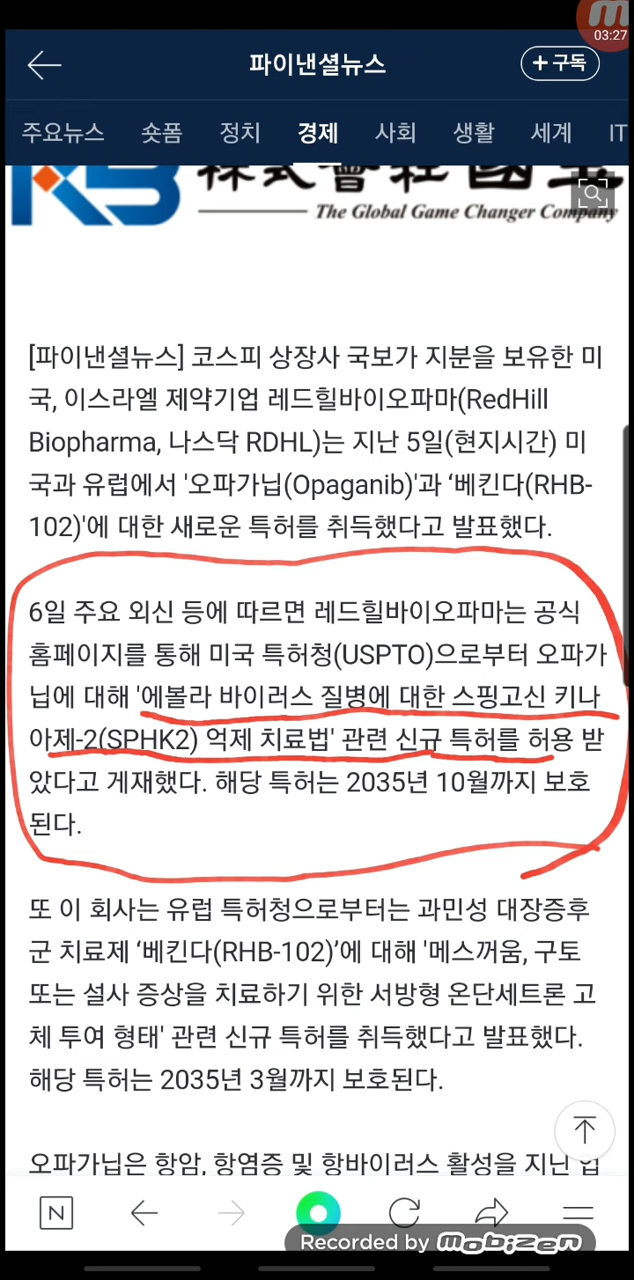 03:27
파이낸셜뉴스
+ 구독
주요뉴스 숏폼 정치 경제 사회 생활 세계 IT
KB 株式會社 國
The Global Game Changer Company
[파이낸셜뉴스] 코스피 상장사 국보가 지분을 보유한 미
국, 이스라엘 제약기업 레드힐바이오파마(RedHill
Biopharma, 나스닥 RDHL)는 지난 5일(현지시간) 미
국과 유럽에서 '오파가닙(Opaganib)'과 ‘베킨다(RHB-
102)'에 대한 새로운 특허를 취득했다고 발표했다.
6일 주요 외신 등에 따르면 레드힐바이오파마는 공식
홈페이지를 통해 미국 특허청(USPTO)으로부터 오파가
닙에 대해 '에볼라 바이러스 질병에 대한 스핑고신 키나
아제-2(SPHK2) 억제 치료법' 관련 신규 특허를 허용 받
았다고 게재했다. 해당 특허는 2035년 10월까지 보호
된다.
또 이 회사는 유럽 특허청으로부터는 과민성 대장증후
군 치료제 ‘베킨다(RHB-102)’에 대해 '메스꺼움, 구토
또는 설사 증상을 치료하기 위한 서방형 온단세트론 고
체 투여 형태' 관련 신규 특허를 취득했다고 발표했다.
해당 특허는 2035년 3월까지 보호된다.
오파가닙은 항암, 항염증 및 항바이러스 활성을 지닌
N
Recorded by mobizen